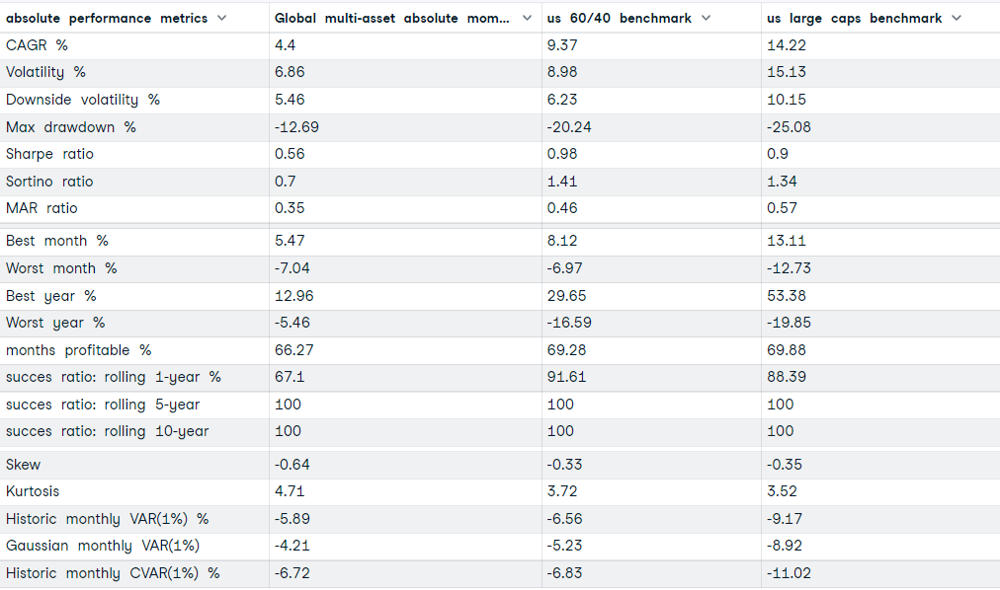 absolute performance metrics Global multi-asset absolute mom... us 60/40 benchmark us large caps benchmark
CAGR % 4.4 9.37 14.22
Volatility % 6.86 8.98 15.13
Downside volatility % 5.46 6.23 10.15
Max drawdown % -12.69 -20.24 -25.08
Sharpe ratio 0.56 0.98 0.9
Sortino ratio 0.7 1.41 1.34
MAR ratio 0.35 0.46 0.57
Best month % 5.47 8.12 13.11
Worst month % -7.04 -6.97 -12.73
Best year % 12.96 29.65 53.38
Worst year % -5.46 -16.59 -19.85
months profitable % 66.27 69.28 69.88
succes ratio: rolling 1-year % 67.1 91.61 88.39
succes ratio: rolling 5-year 100 100 100
succes ratio: rolling 10-year 100 100 100
Skew -0.64 -0.33 -0.35
Kurtosis 4.71 3.72 3.52
Historic monthly VAR(1%) % -5.89 -6.56 -9.17
Gaussian monthly VAR(1%) -4.21 -5.23 -8.92
Historic monthly CVAR(1%) % -6.72 -6.83 -11.02